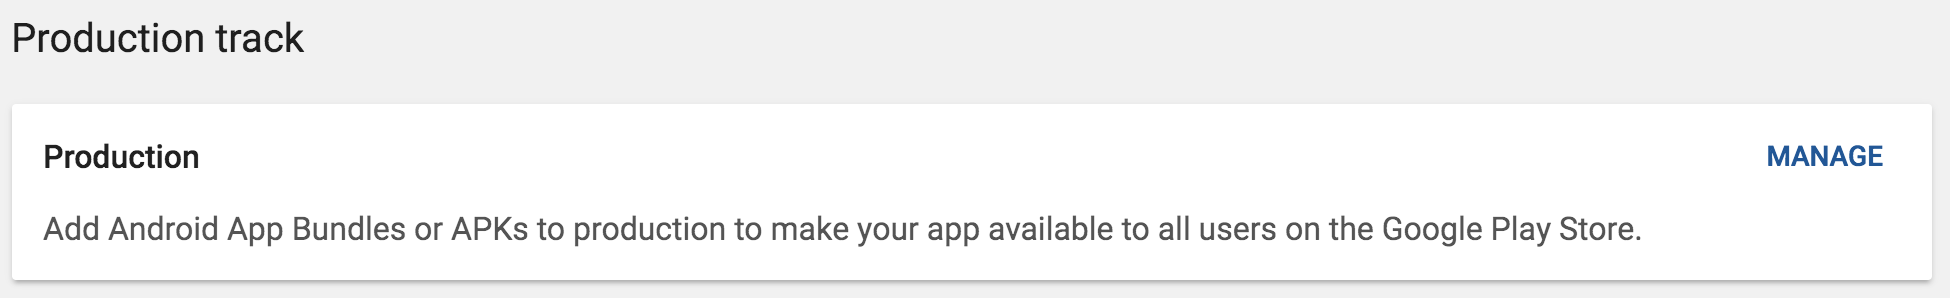 Production track
Production
MANAGE
Add Android App Bundles or APKs to production to make your app available to all users on the Google Play Store.